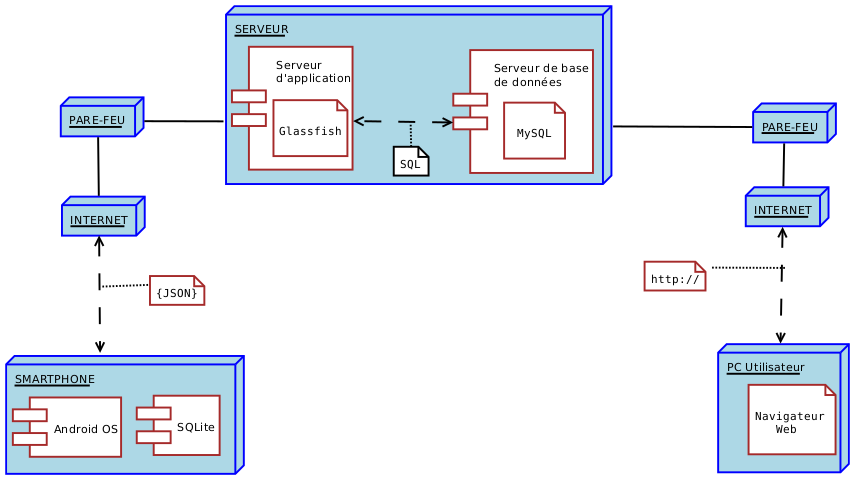 SERVEUR
Serveur
d'application
Glassfish
Serveur de base
de données
MySQL
SQL
PARE-FEU
PARE-FEU
INTERNET
INTERNET
{JSON}
http://
SMARTPHONE
Android OS
SQLite
PC Utilisateur
Navigateur
Web